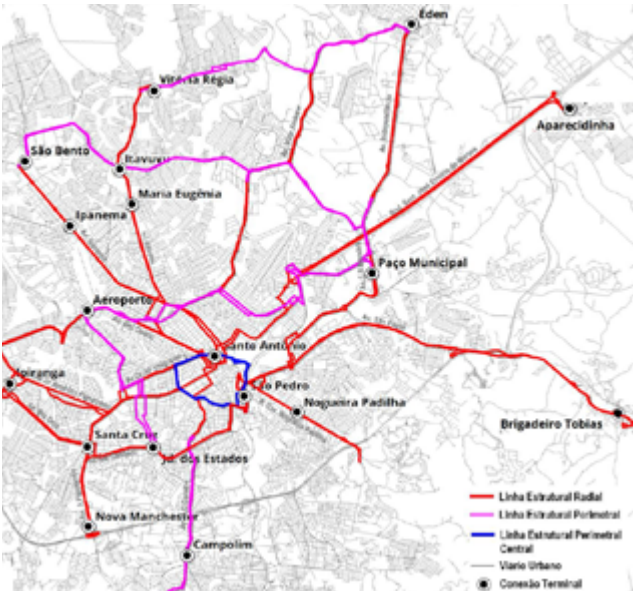 Éden
Vitória Régia
Aparecidinha
São Bento
Itavuvu
Maria Eugênia
Ipanema
Paço Municipal
Aeroporto
Santo Antônio
Ipiranga
São Pedro
Nogueira Padilha
Brigadeiro Tobias
Santa Cruz
Jd. dos Estados
Nova Manchester
Campolim
Linha Estrutural Radial
Linha Estrutural Perimetral
Linha Estrutural Perimetral
Central
Viario Urbano
Conexão Terminal